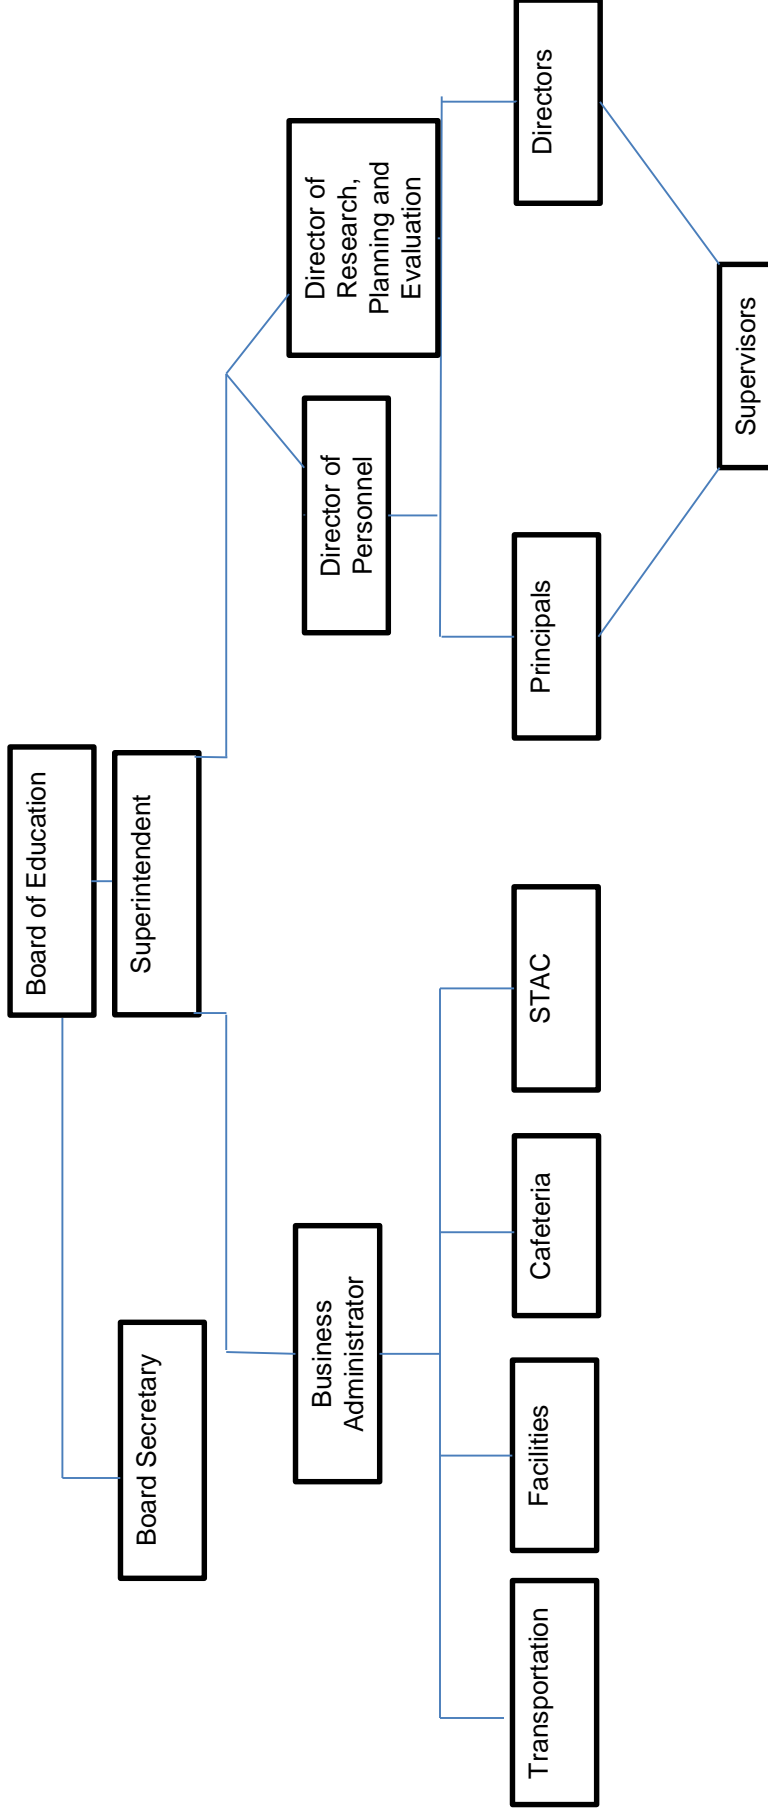 Board of Education
Board Secretary
Superintendent
Business
Administrator
Director of
Personnel
Director of
Research,
Planning and
Evaluation
Transportation
Facilities
Cafeteria
STAC
Principals
Directors
Supervisors